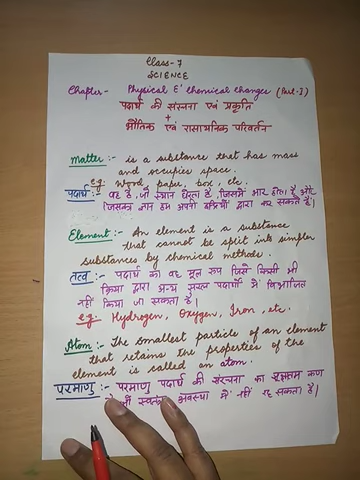 Class-7
SCIENCE
Chapter- Physical & Chemical Changes (Part-I)
पदार्थ की संरचना एवं प्रकृति
+
भौतिक एवं रासायनिक परिवर्तन
Matter:- is a substance that has mass
and occupies space.
eg: Wood, paper, box, etc.
पदार्थ:- वह है, जो स्थान घेरता है, जिसमें भार होता है और
जिसका ज्ञान हम अपनी इन्द्रियों द्वारा कर सकते हैं।
Element:- An element is a substance
that cannot be split into simpler
substances by chemical methods.
तत्व:- पदार्थ का वह मूल रूप जिसे किसी भी
क्रिया द्वारा अन्य सरल पदार्थों में विभाजित
नहीं किया जा सकता है।
eg: Hydrogen, Oxygen, Iron, etc.
Atom:- The smallest particle of an element
that retains the properties of the
element is called an atom.
परमाणु:- परमाणु पदार्थ की संरचना का सूक्ष्मतम कण
जो स्वतंत्र अवस्था में नहीं रह सकता है।